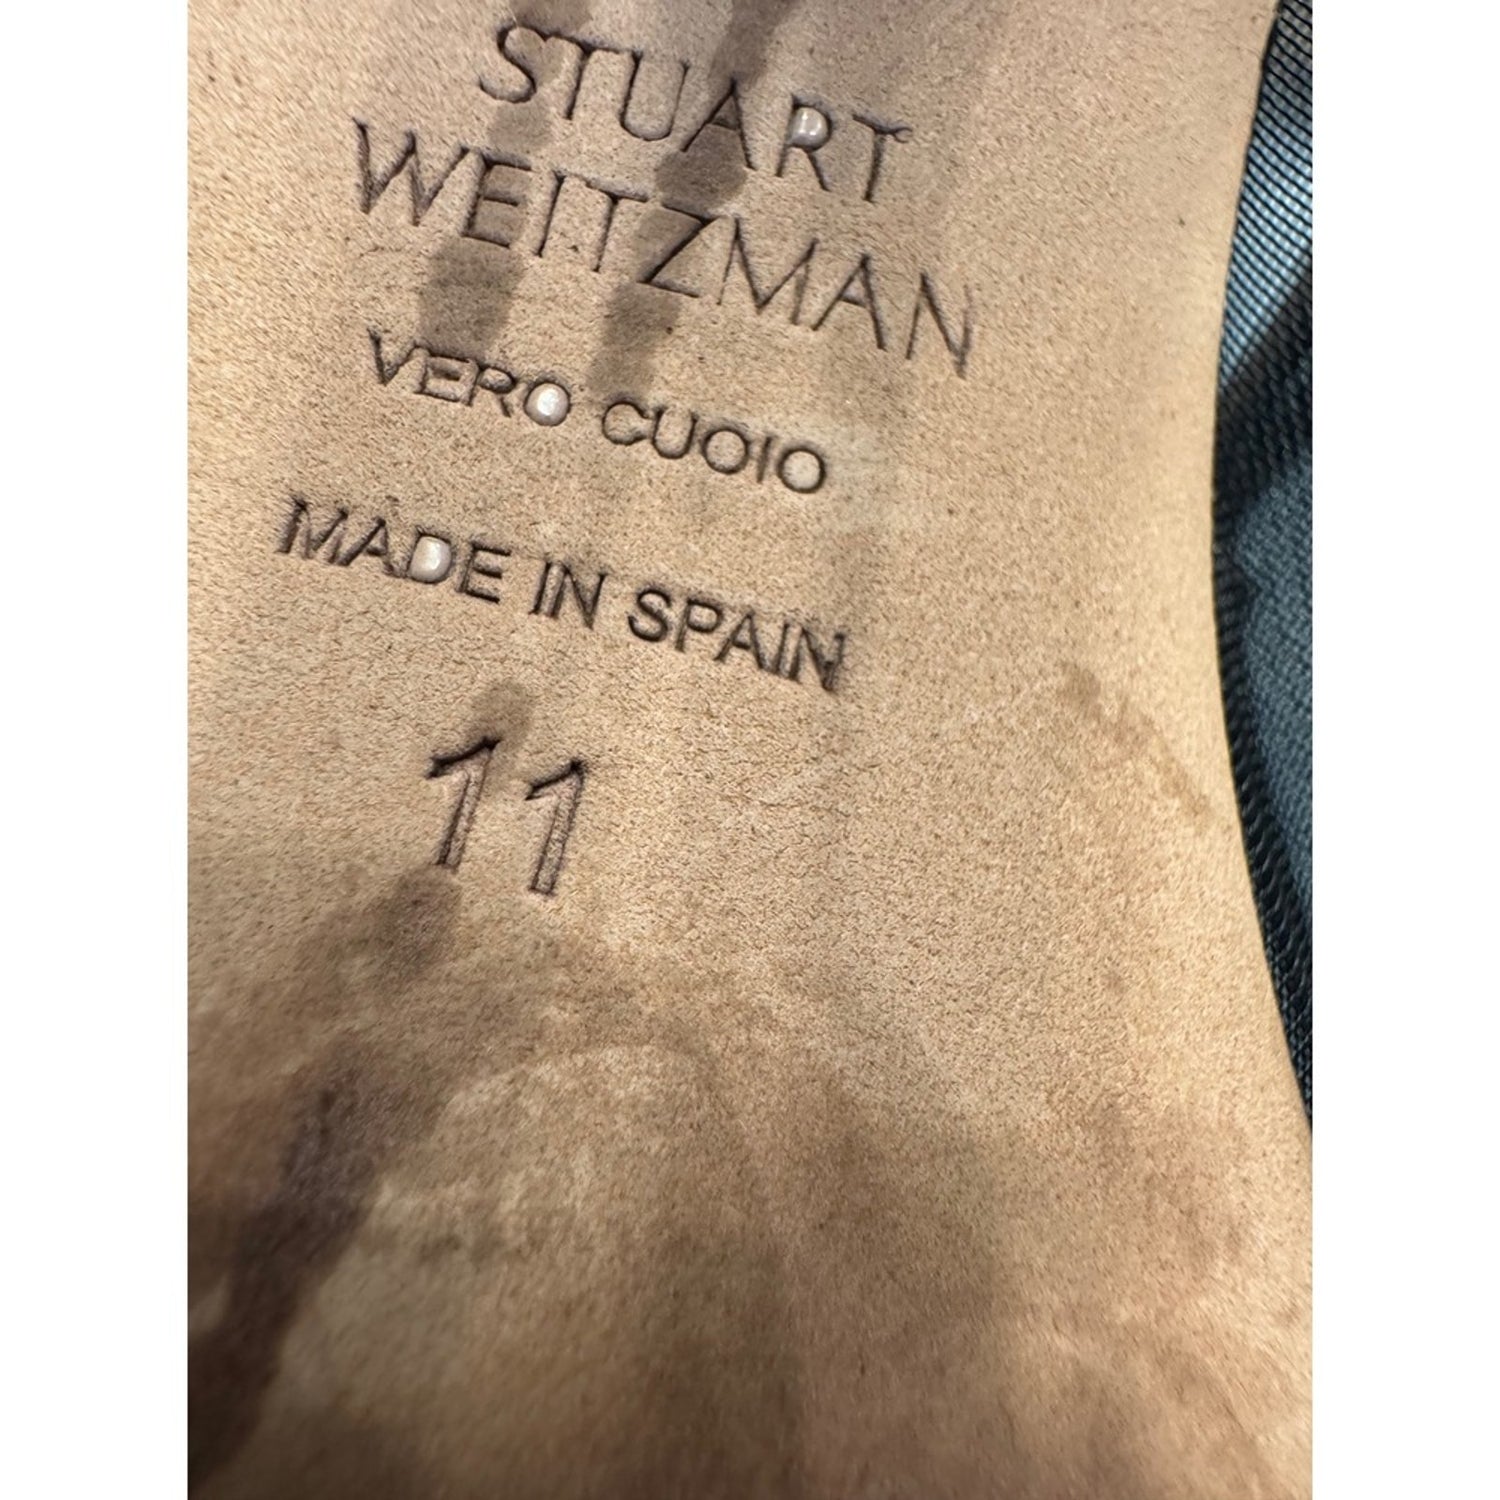 STUART
WEITZMAN
VERO CUOIO
MADE IN SPAIN
11